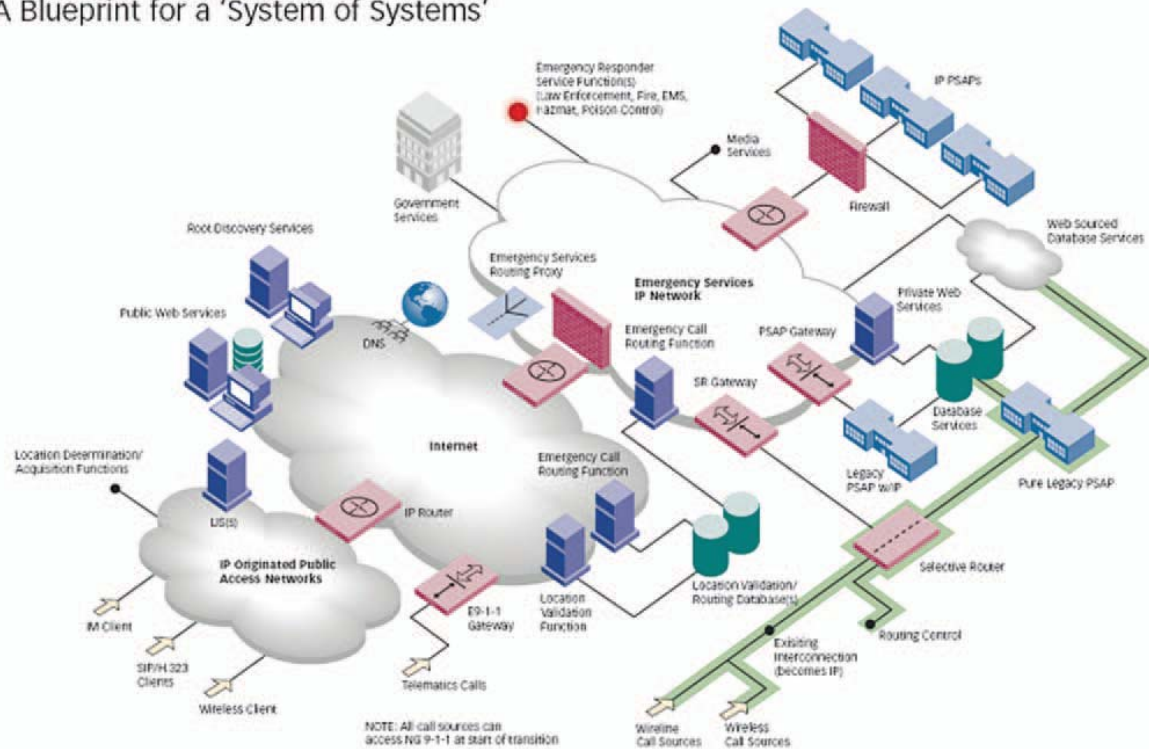 A Blueprint for a 'System of Systems'
Emergency Responder
Service Function(s)
(Law Enforcement, Fire, EMS,
Hazmat, Poison Control)
IP PSAPs
Media
Services
Government
Services
Firewall
Root Discovery Services
Web Sourced
Database Services
Emergency Services
Routing Proxy
Emergency Services
IP Network
Private Web
Services
Public Web Services
DNS
Emergency Call
Routing Function
PSAP Gateway
SR Gateway
Database
Services
Internet
Location Determination/
Acquisition Functions
Emergency Call
Routing Function
Legacy
PSAP w/IP
Pure Legacy PSAP
LIS(s)
IP Router
IP Originated Public
Access Networks
Selective Router
Location Validation/
Routing Database(s)
E9-1-1
Gateway
Location
Validation
Function
IM Client
Routing Control
Exisiting
Interconnection
(becomes IP)
SIP/H.323
Clients
Telematics Calls
Wireless Client
NOTE: All call sources can
access NG 9-1-1 at start of transition
Wireline
Call Sources
Wireless
Call Sources